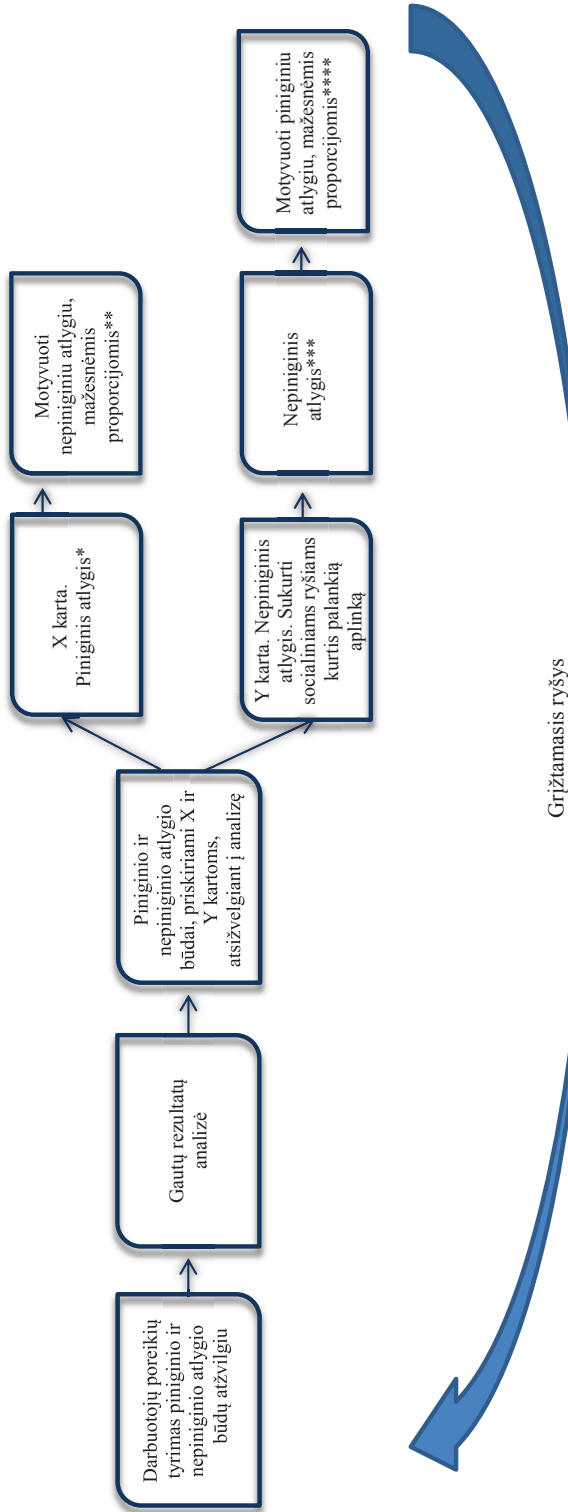 Darbuotojų poreikių
tyrimas piniginio ir
nepiniginio atlygio
būdų atžvilgiu
Gautų rezultatų
analizė
Piniginio ir
nepiniginio atlygio
būdai, priskiriami X ir
Y kartoms,
atsižvelgiant į analizę
X karta.
Piniginis atlygis*
Motyvuoti
nepiniginiu atlygiu,
mažesnėmis
proporcijomis**
Y karta. Nepiniginis
atlygis. Sukurti
socialiniams ryšiams
kurtis palankią
aplinką
Nepiniginis
atlygis***
Motyvuoti piniginiu
atlygiu, mažesnėmis
proporcijomis****
Grįžtamasis ryšys